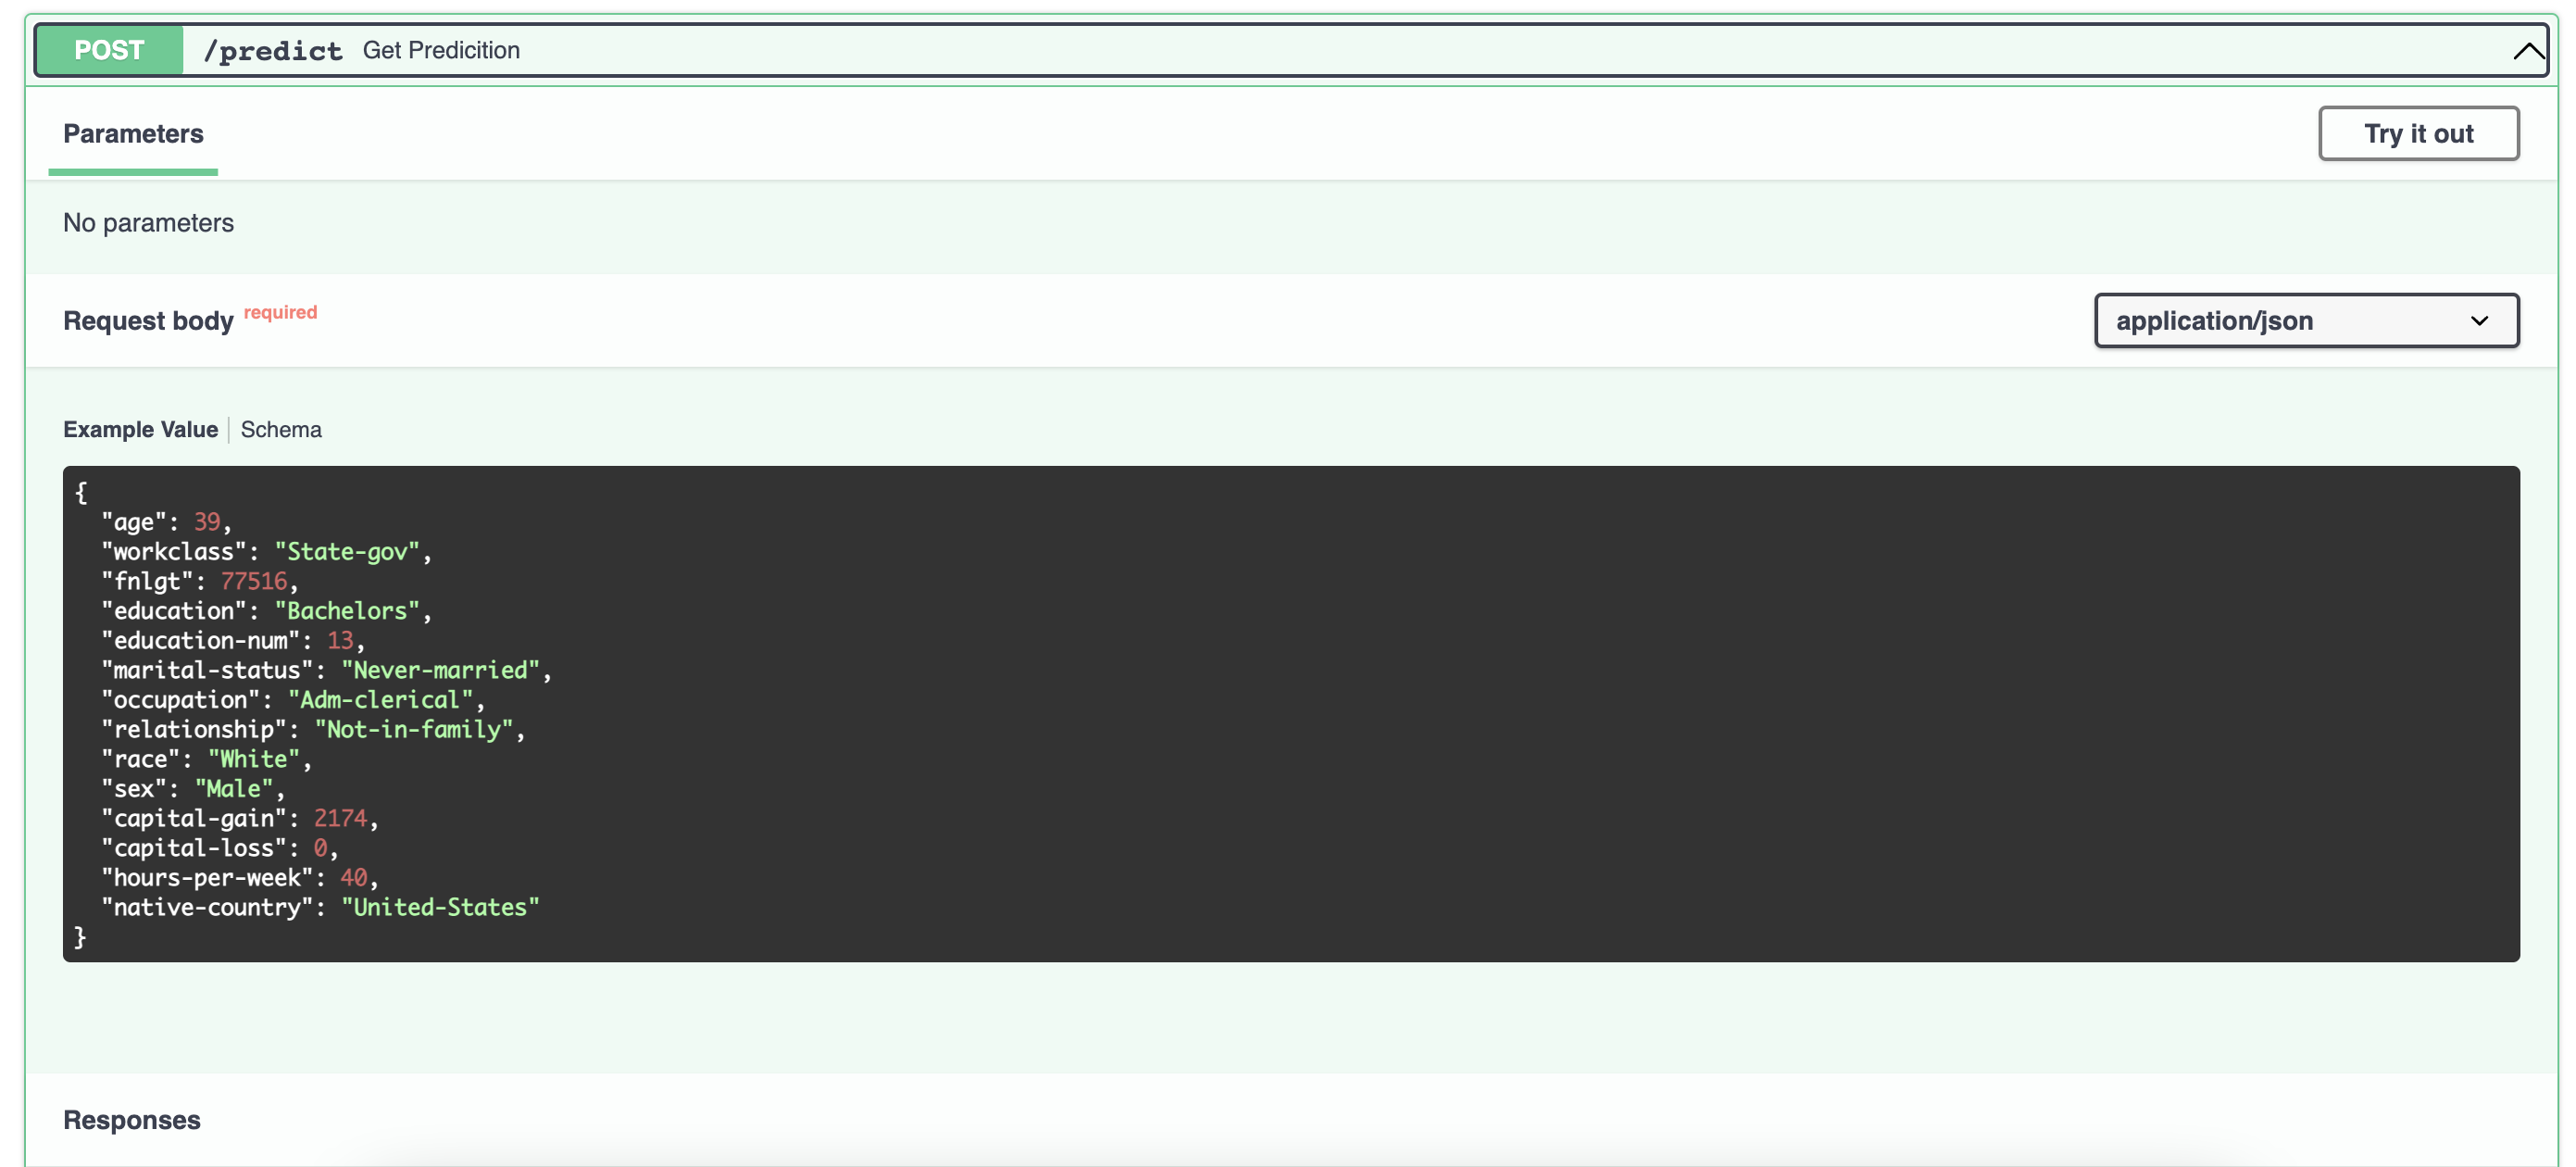 POST /predict Get Predicition
Parameters
Try it out
No parameters
Request body required
application/json
Example Value | Schema
{
  "age": 39,
  "workclass": "State-gov",
  "fnlgt": 77516,
  "education": "Bachelors",
  "education-num": 13,
  "marital-status": "Never-married",
  "occupation": "Adm-clerical",
  "relationship": "Not-in-family",
  "race": "White",
  "sex": "Male",
  "capital-gain": 2174,
  "capital-loss": 0,
  "hours-per-week": 40,
  "native-country": "United-States"
}
Responses